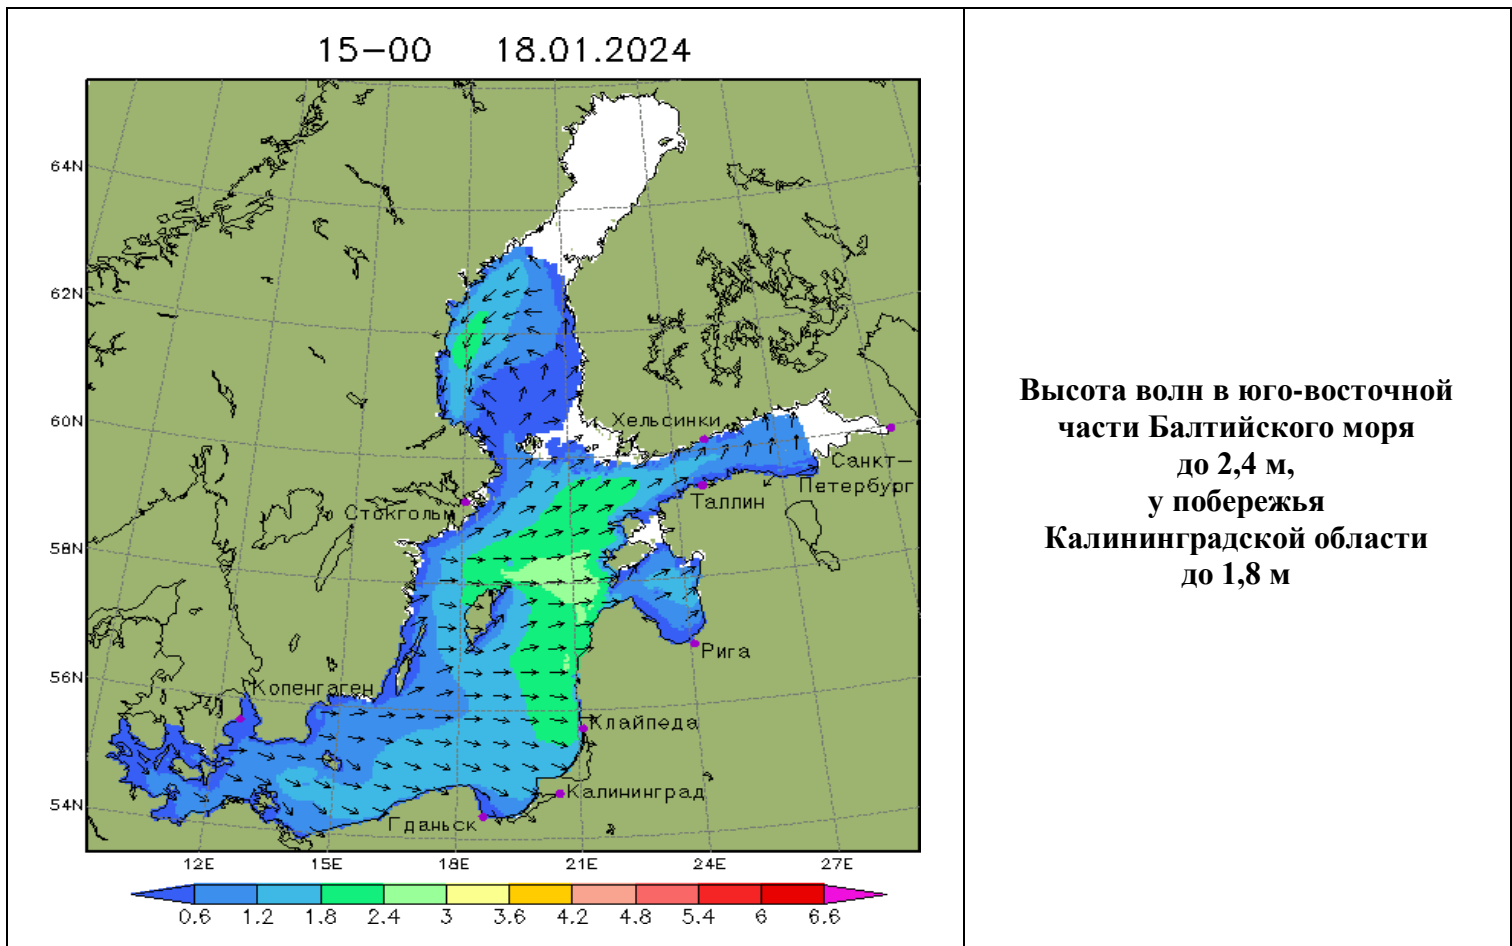 15-00 18.01.2024
64N
62N
60N
58N
56N
54N
Хельсинки
Санкт-
Петербург
Таллин
Стокгольм
Рига
Копенгаген
Клайпеда
Калининград
Гданьск
12E 15E 18E 21E 24E 27E
0.6 1.2 1.8 2.4 3 3.6 4.2 4.8 5.4 6 6.6
Высота волн в юго-восточной
части Балтийского моря
до 2,4 м,
у побережья
Калининградской области
до 1,8 м